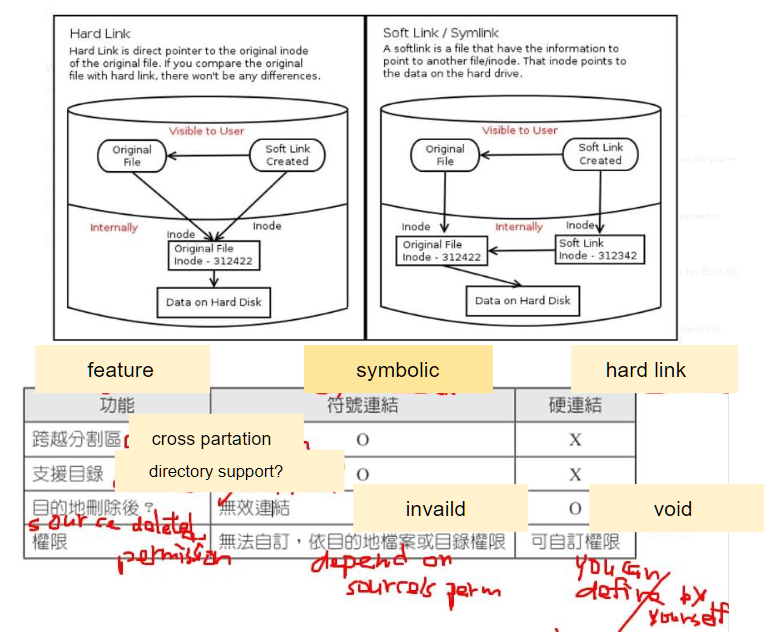 Hard Link
Hard Link is direct pointer to the original inode
of the original file. If you compare the original
file with hard link, there won't be any differences.
Visible to User
Original
File
Soft Link
Created
Internally
Inode
Inode
Original File
Inode - 312422
Data on Hard Disk
Soft Link / Symlink
A softlink is a file that have the information to
point to another file/inode. That inode points to
the data on the hard drive.
Visible to User
Original
File
Soft Link
Created
Inode
Internally
Inode
Original File
Inode - 312422
Soft Link
Inode - 312342
Data on Hard Disk
feature
symbolic
hard link
功能
符號連結
硬連結
跨越分割區
cross partation
O
X
支援目錄
directory support?
O
X
目的地刪除後？
無效連結
invaild
O
void
source deleted
權限
無法自訂，依目的地檔案或目錄權限
可自訂權限
permission
depend on
source's perm
you can
define by
yourself